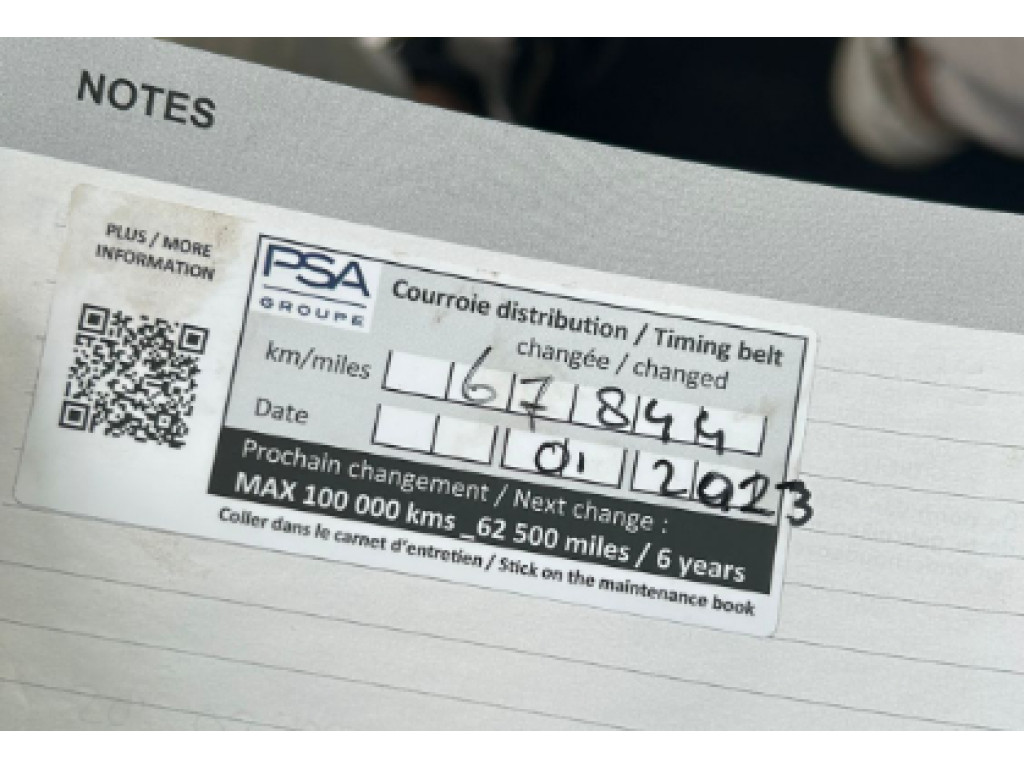 NOTES
PLUS / MORE
INFORMATION
PSA
GROUPE
Courroie distribution / Timing belt
changée / changed
km/miles 67844
Date 01 2023
Prochain changement / Next change :
MAX 100 000 kms _62 500 miles / 6 years
Coller dans le carnet d'entretien / Stick on the maintenance book